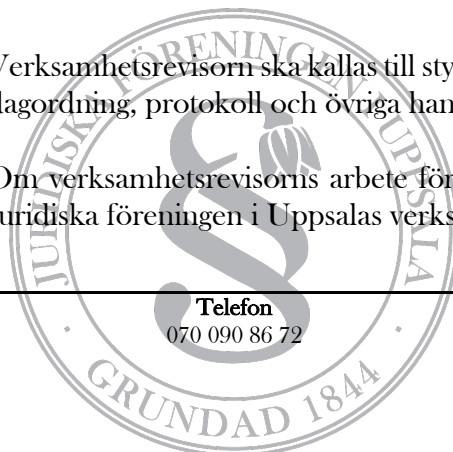 Verksamhetsrevisorn ska kallas till sty
dagordning, protokoll och övriga han
Om verksamhetsrevisorns arbete för
Juridiska föreningen i Uppsalas verks
Telefon
070 090 86 72
JURIDISKA FÖRENINGEN I UPPSALA
GRUNDAD 1844